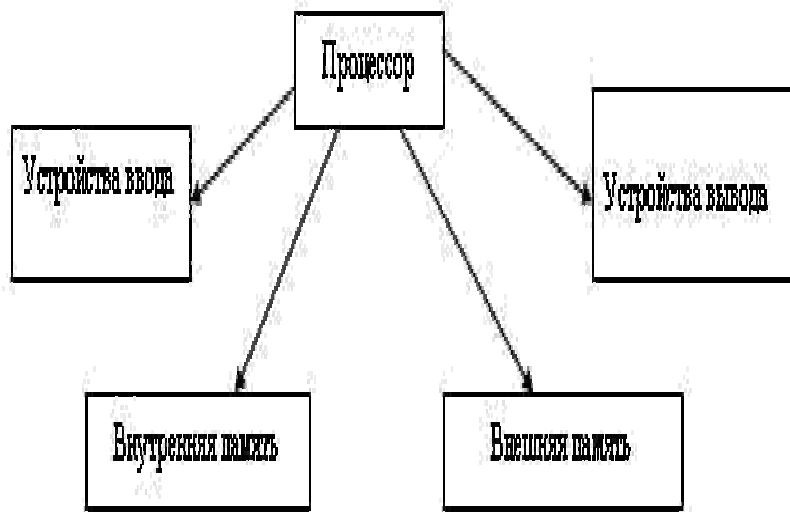 Процессор
Устройства ввода
Устройства вывода
Внутренняя память
Внешняя память